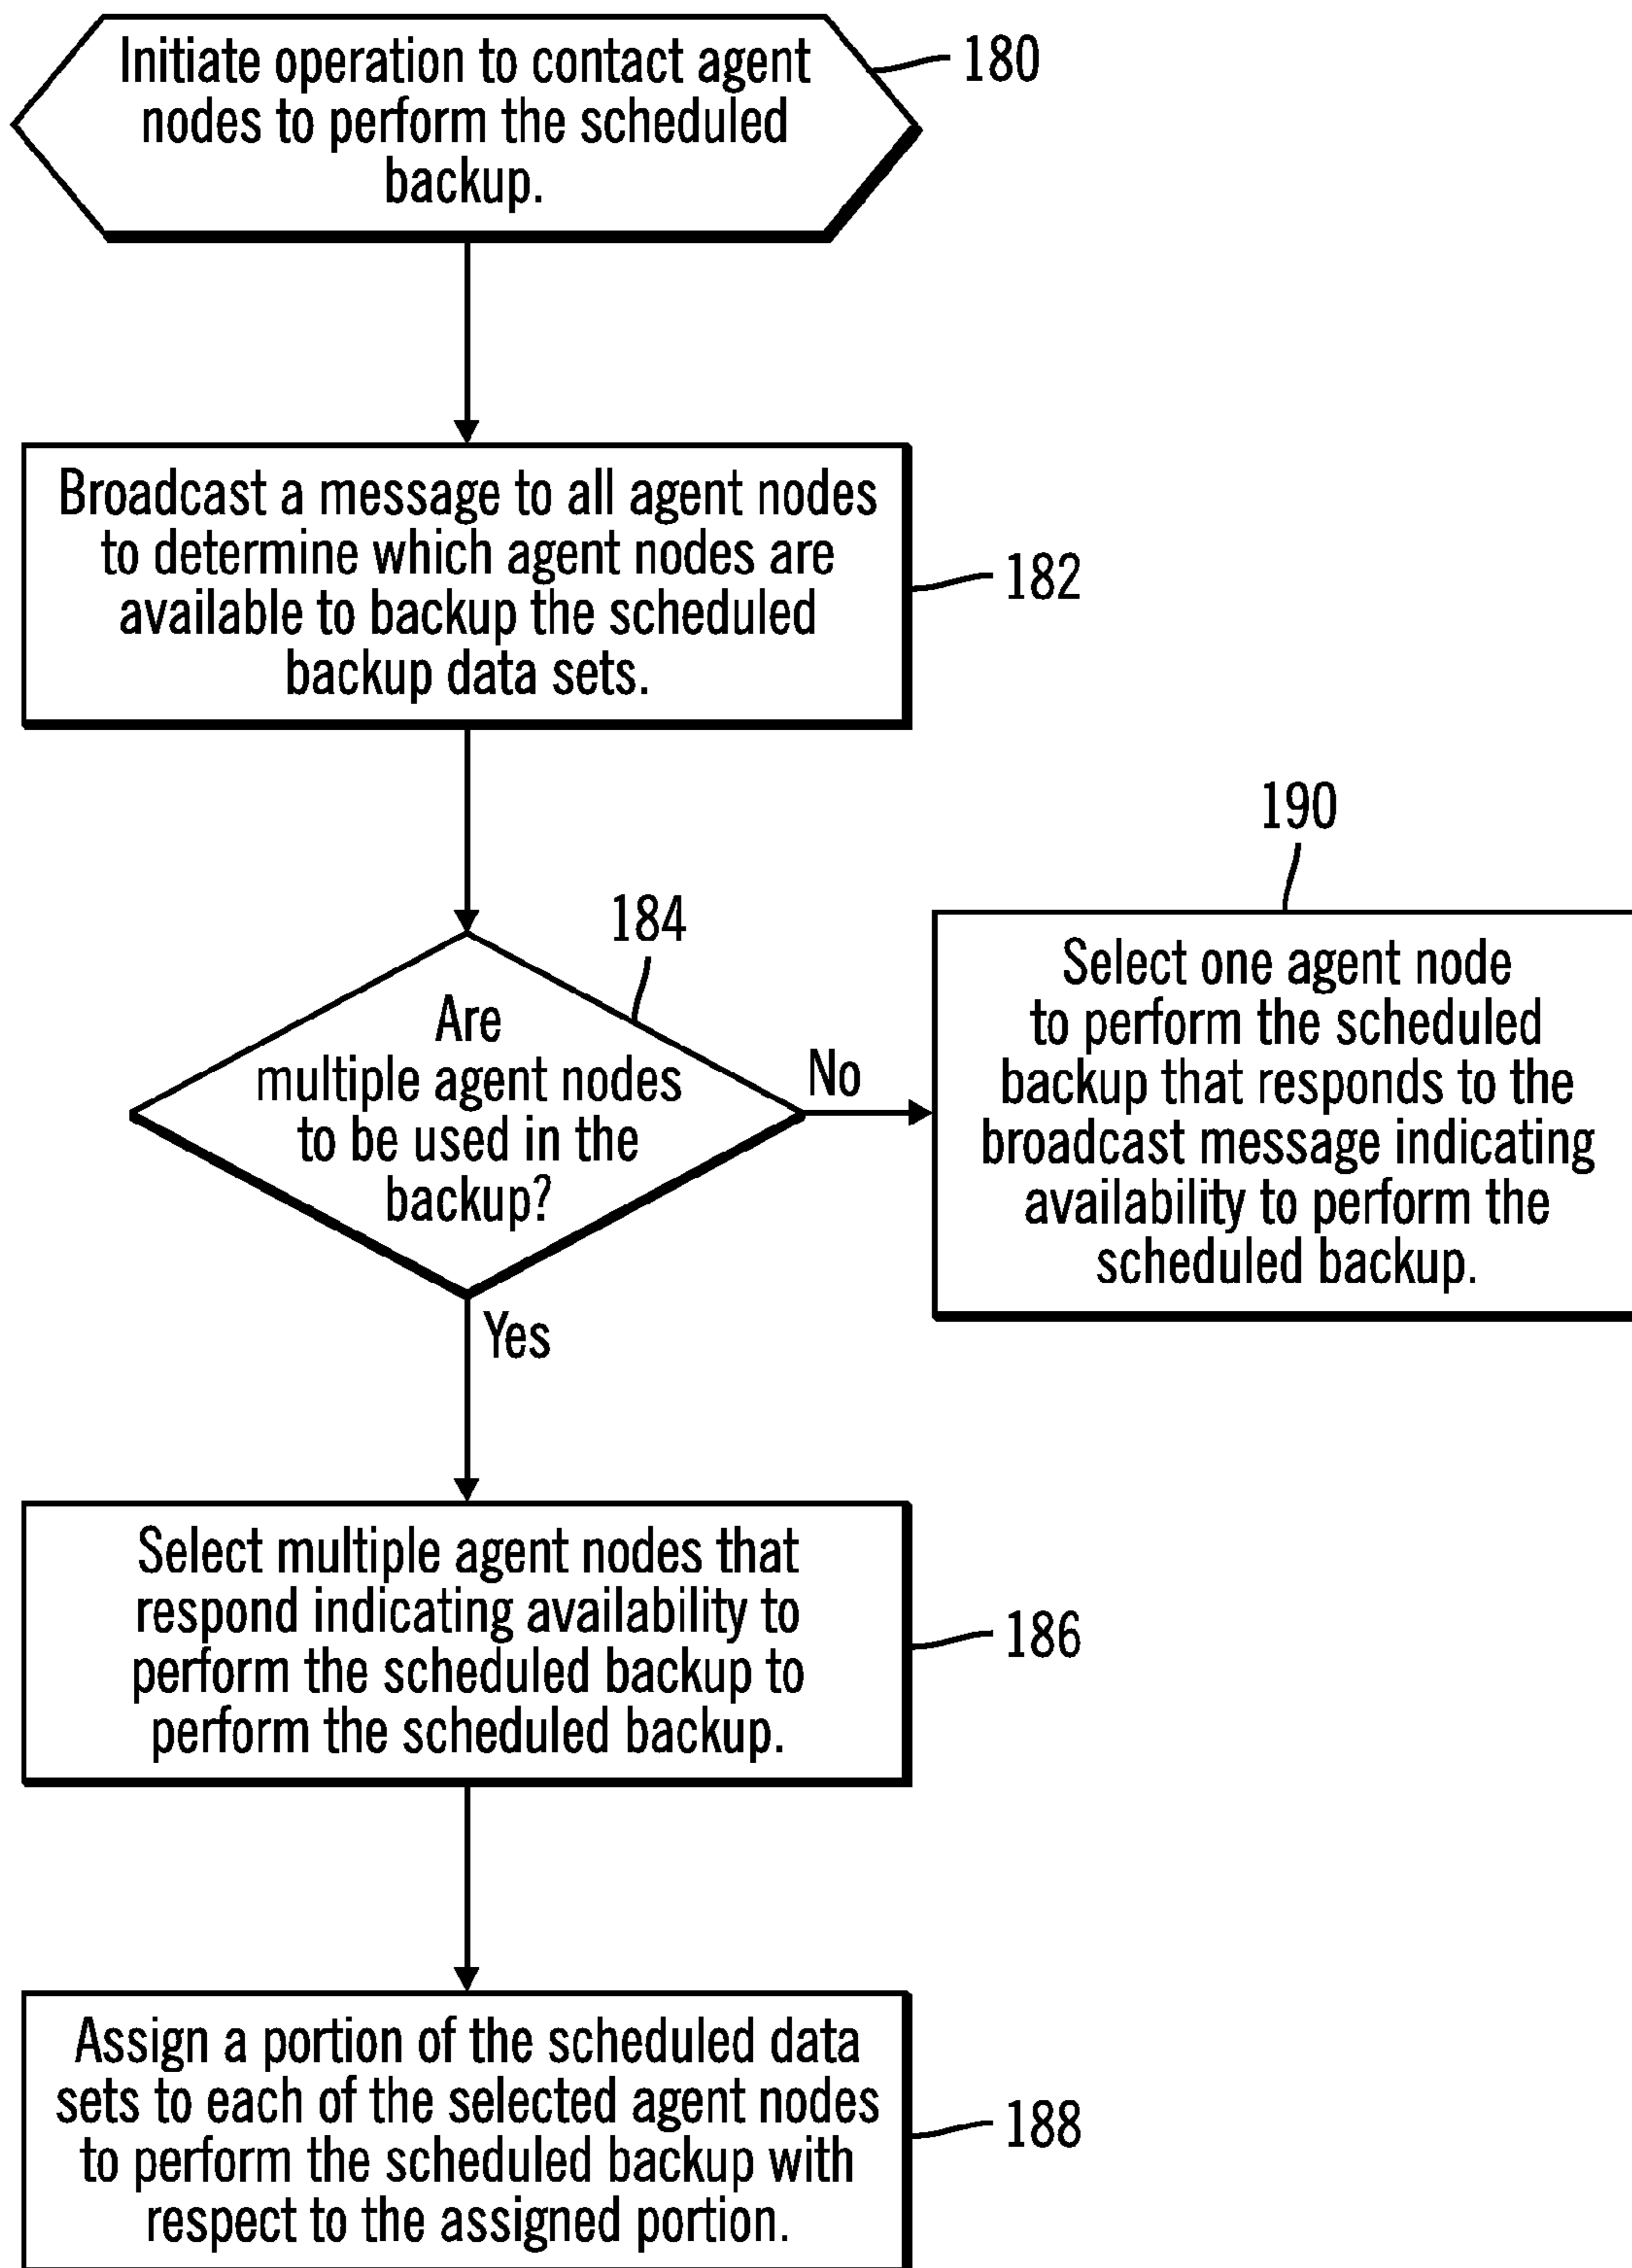 Initiate operation to contact agent
nodes to perform the scheduled
backup.
180
Broadcast a message to all agent nodes
to determine which agent nodes are
available to backup the scheduled
backup data sets.
182
184
Are
multiple agent nodes
to be used in the
backup?
No
Yes
190
Select one agent node
to perform the scheduled
backup that responds to the
broadcast message indicating
availability to perform the
scheduled backup.
Select multiple agent nodes that
respond indicating availability to
perform the scheduled backup to
perform the scheduled backup.
186
Assign a portion of the scheduled data
sets to each of the selected agent nodes
to perform the scheduled backup with
respect to the assigned portion.
188